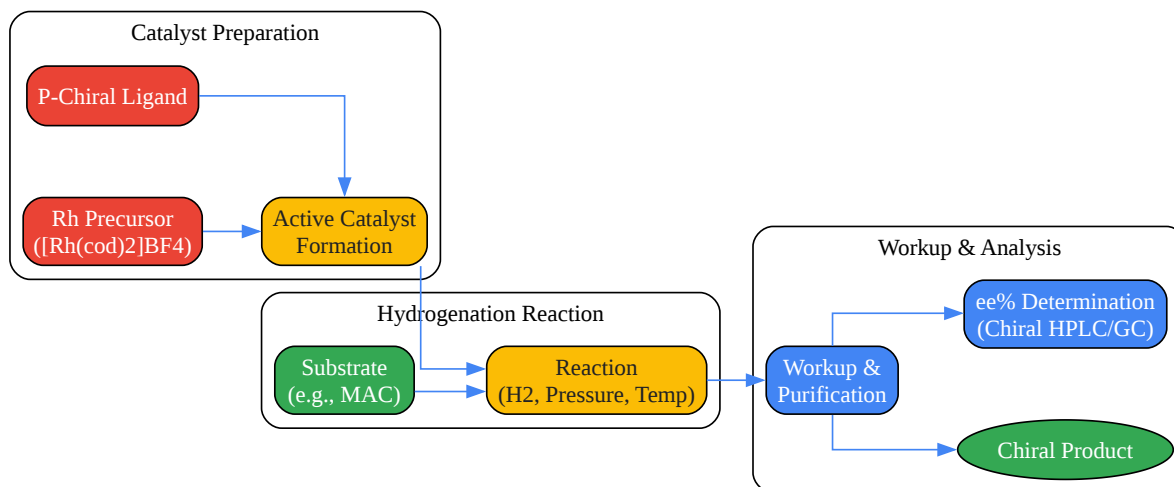 Catalyst Preparation
P-Chiral Ligand
Rh Precursor
([Rh(cod)2]BF4)
Active Catalyst
Formation
Hydrogenation Reaction
Substrate
(e.g., MAC)
Reaction
(H2, Pressure, Temp)
Workup & Analysis
Workup &
Purification
ee% Determination
(Chiral HPLC/GC)
Chiral Product